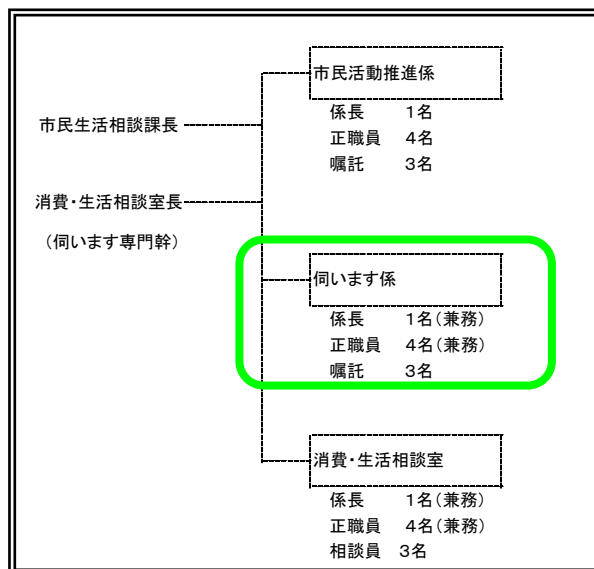 市民活動推進係
係長 1名
正職員 4名
嘱託 3名
市民生活相談課長
消費・生活相談室長
(伺います専門幹)
伺います係
係長 1名(兼務)
正職員 4名(兼務)
嘱託 3名
消費・生活相談室
係長 1名(兼務)
正職員 4名(兼務)
相談員 3名